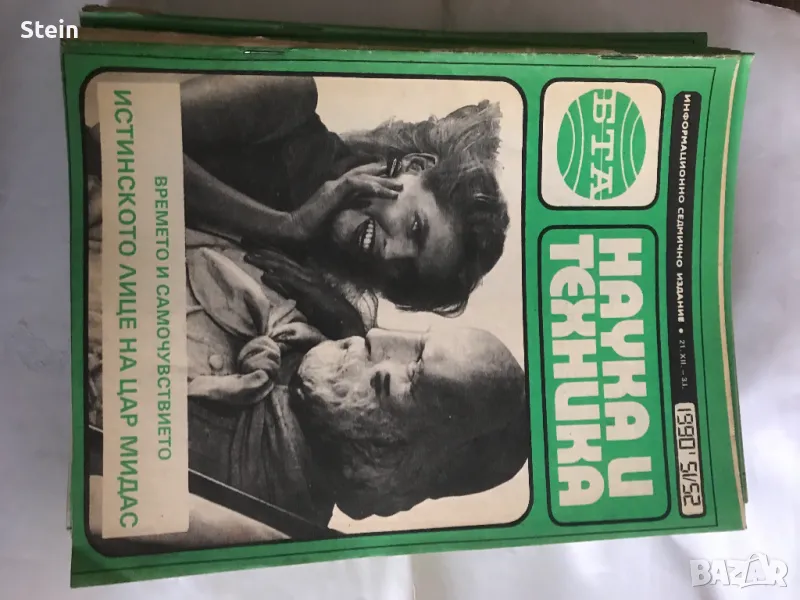 Stein
ИНФОРМАЦИОННО СЕДМИЧНО ИЗДАНИЕ • 21.XII. – 3.I. 1990' 51/52
БТА
НАУКА И
ТЕХНИКА
ВРЕМЕТО И САМОЧУВСТВИЕТО
ИСТИНСКОТО ЛИЦЕ НА ЦАР МИДАС
BAZAR